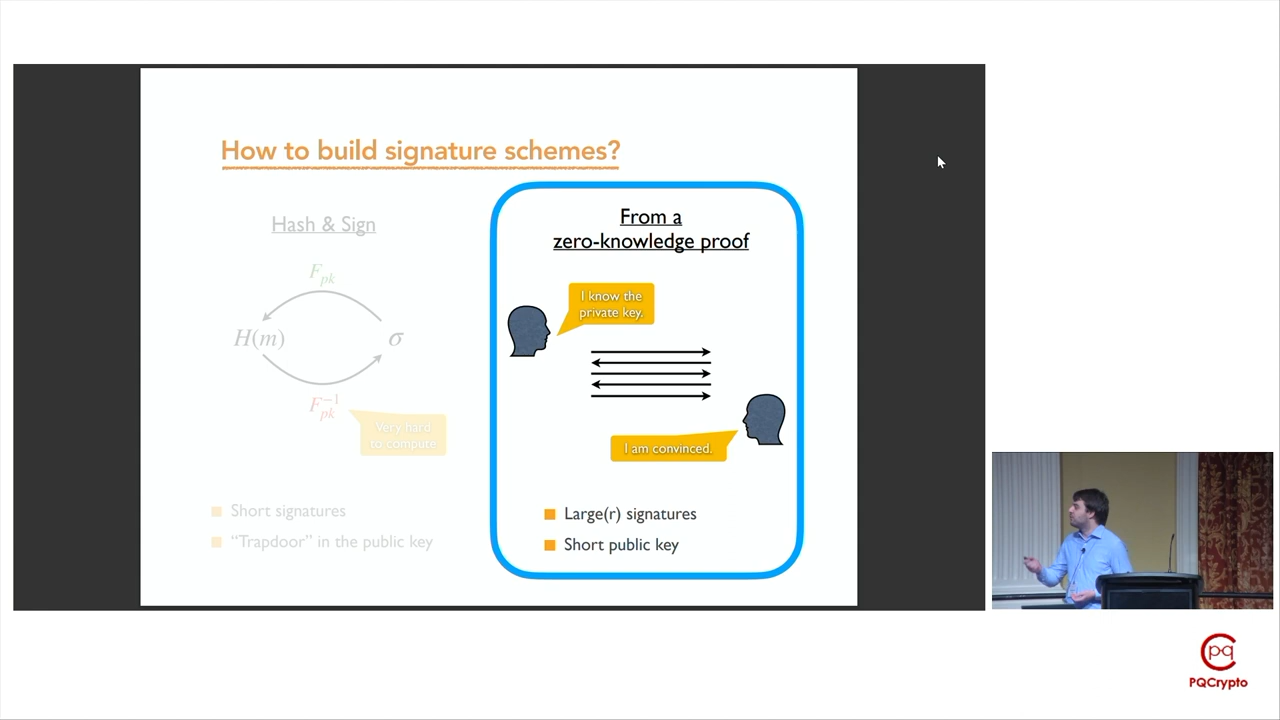 How to build signature schemes?
Hash & Sign
F_pk
H(m)
σ
F_pk^-1
Very hard
to compute
Short signatures
"Trapdoor" in the public key
From a
zero-knowledge proof
I know the
private key.
I am convinced.
Large(r) signatures
Short public key
pq
PQCrypto